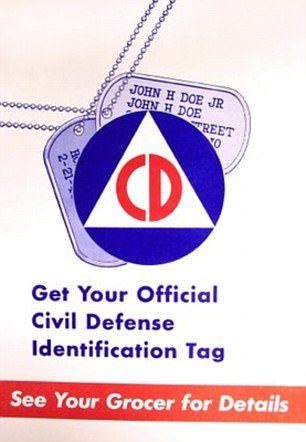 JOHN H DOE JR
JOHN H DOE
STREET
CD
Get Your Official
Civil Defense
Identification Tag
See Your Grocer for Details